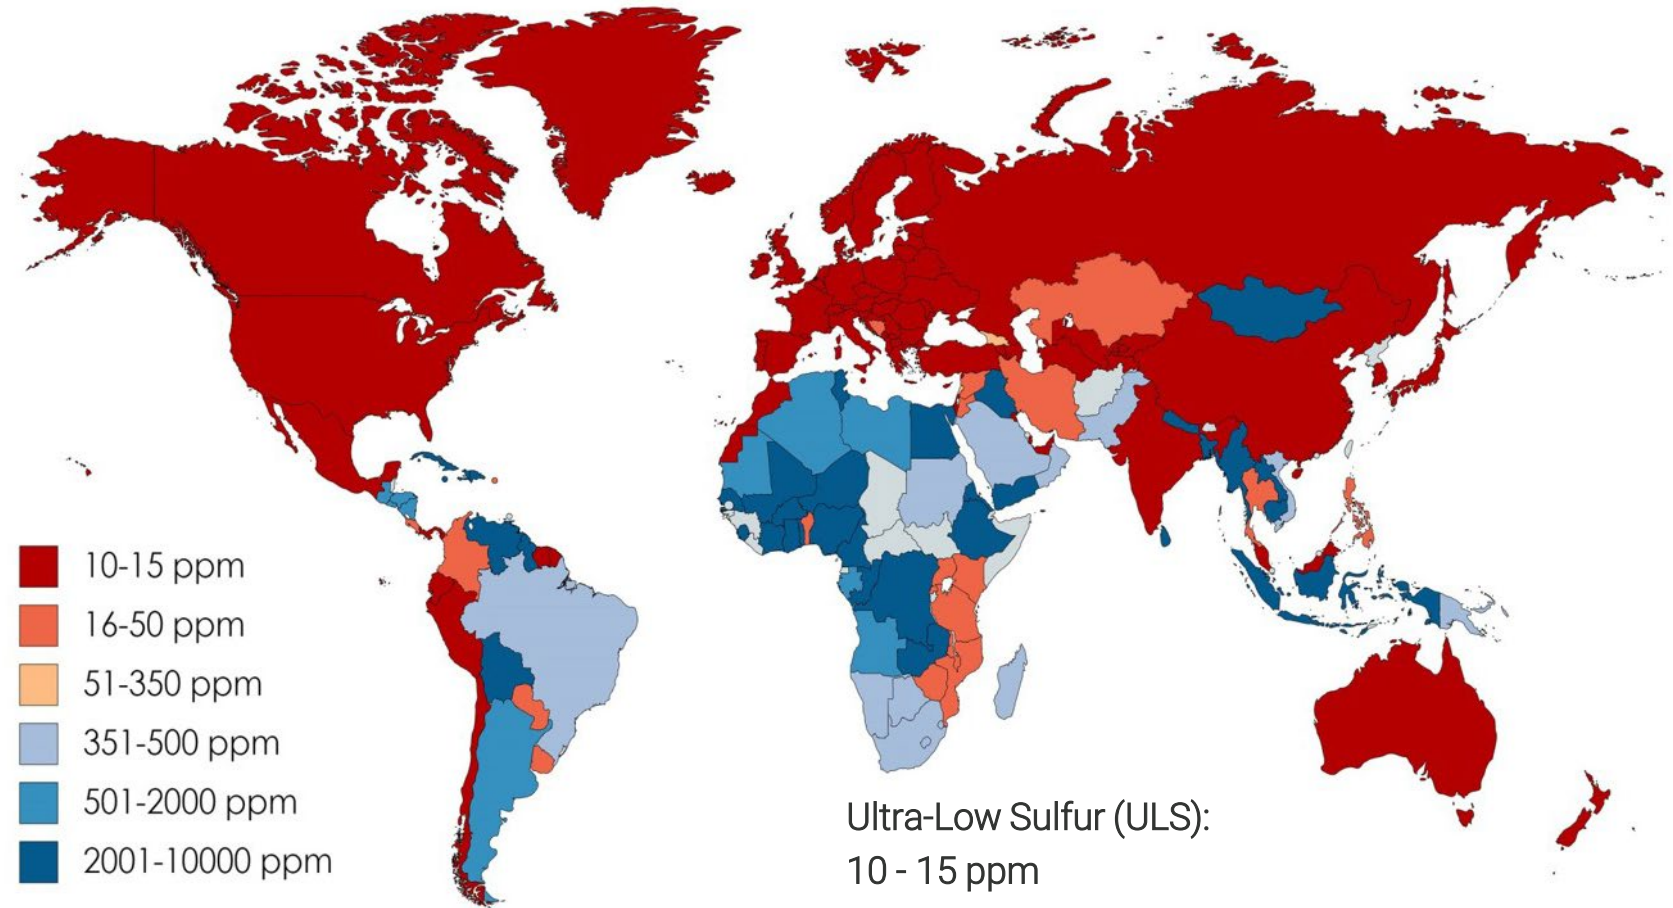 10-15 ppm
16-50 ppm
51-350 ppm
351-500 ppm
501-2000 ppm
2001-10000 ppm
Ultra-Low Sulfur (ULS):
10 - 15 ppm